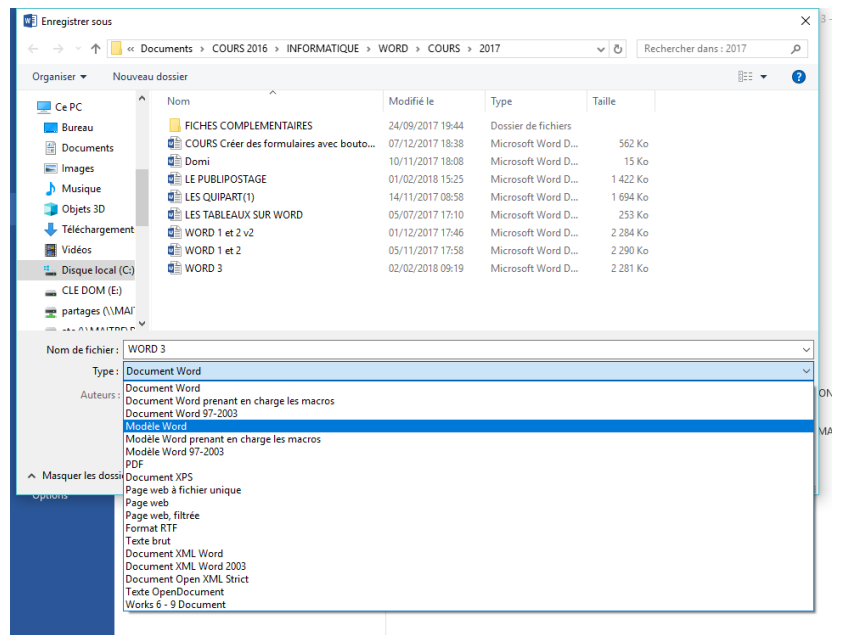 Enregistrer sous
3 -
« Documents › COURS 2016 › INFORMATIQUE › WORD › COURS › 2017
Rechercher dans : 2017
Organiser
Nouveau dossier
?
Ce PC
Bureau
Documents
Images
Musique
Objets 3D
Téléchargement
Vidéos
Disque local (C:)
CLE DOM (E:)
partages (\\MAI
Nom Modifié le Type Taille
FICHES COMPLEMENTAIRES 24/09/2017 19:44 Dossier de fichiers
COURS Créer des formulaires avec bouto... 07/12/2017 18:38 Microsoft Word D... 562 Ko
Domi 10/11/2017 18:08 Microsoft Word D... 15 Ko
LE PUBLIPOSTAGE 01/02/2018 15:25 Microsoft Word D... 1 422 Ko
LES QUIPART(1) 14/11/2017 08:58 Microsoft Word D... 1 694 Ko
LES TABLEAUX SUR WORD 05/07/2017 17:10 Microsoft Word D... 253 Ko
WORD 1 et 2 v2 01/12/2017 17:46 Microsoft Word D... 2 284 Ko
WORD 1 et 2 05/11/2017 17:58 Microsoft Word D... 2 290 Ko
WORD 3 02/02/2018 09:19 Microsoft Word D... 2 281 Ko
Nom de fichier : WORD 3
Type : Document Word
Auteurs :
Document Word
Document Word prenant en charge les macros
Document Word 97-2003
Modèle Word
Modèle Word prenant en charge les macros
Modèle Word 97-2003
PDF
Document XPS
Page web à fichier unique
Page web
Page web, filtrée
Format RTF
Texte brut
Document XML Word
Document XML Word 2003
Document Open XML Strict
Texte OpenDocument
Works 6 - 9 Document
Masquer les dossi
Options
ON
MA